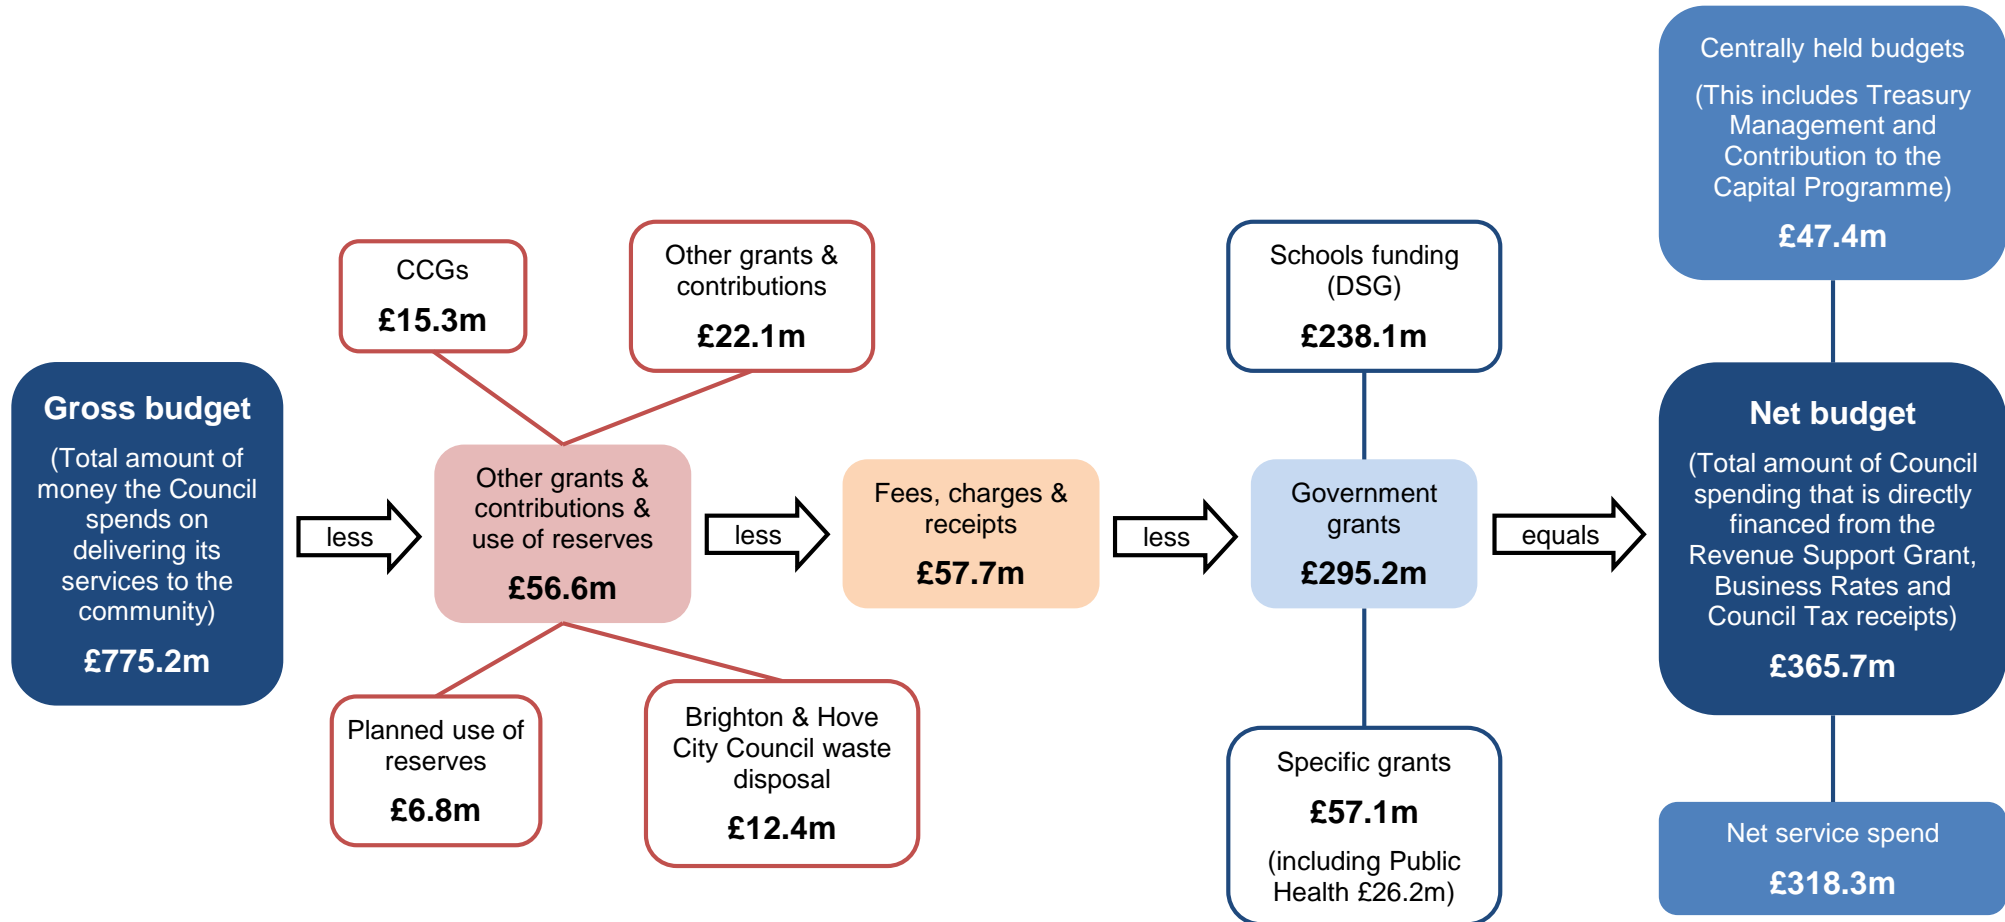 Gross budget
(Total amount of
money the Council
spends on
delivering its
services to the
community)
£775.2m
less
CCGs
£15.3m
Other grants &
contributions
£22.1m
Other grants &
contributions &
use of reserves
£56.6m
Planned use of
reserves
£6.8m
Brighton & Hove
City Council waste
disposal
£12.4m
less
Fees, charges &
receipts
£57.7m
less
Schools funding
(DSG)
£238.1m
Government
grants
£295.2m
Specific grants
£57.1m
(including Public
Health £26.2m)
equals
Centrally held budgets
(This includes Treasury
Management and
Contribution to the
Capital Programme)
£47.4m
Net budget
(Total amount of Council
spending that is directly
financed from the
Revenue Support Grant,
Business Rates and
Council Tax receipts)
£365.7m
Net service spend
£318.3m